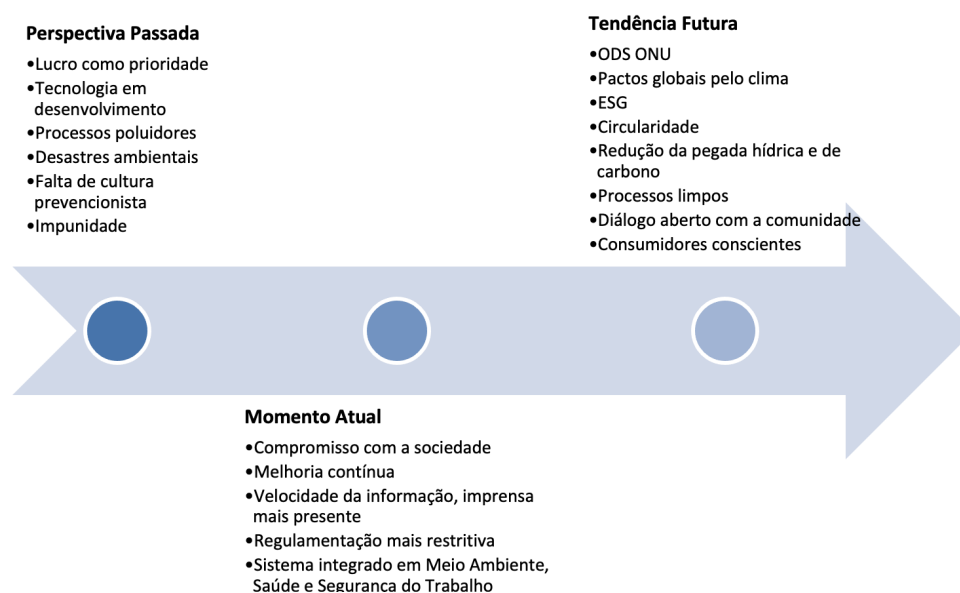 Perspectiva Passada
•Lucro como prioridade
•Tecnologia em
desenvolvimento
•Processos poluidores
•Desastres ambientais
•Falta de cultura
prevencionista
•Impunidade
Momento Atual
•Compromisso com a sociedade
•Melhoria contínua
•Velocidade da informação, imprensa
mais presente
•Regulamentação mais restritiva
•Sistema integrado em Meio Ambiente,
Saúde e Segurança do Trabalho
Tendência Futura
•ODS ONU
•Pactos globais pelo clima
•ESG
•Circularidade
•Redução da pegada hídrica e de
carbono
•Processos limpos
•Diálogo aberto com a comunidade
•Consumidores conscientes